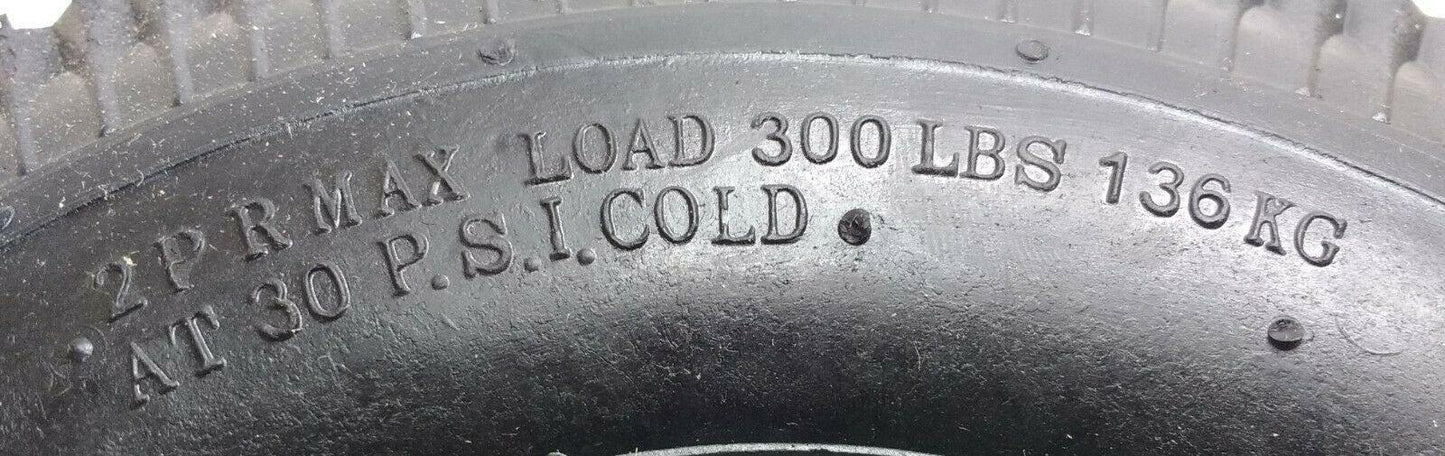 2PR MAX LOAD 300 LBS 136 KG
AT 30 P.S.I. COLD